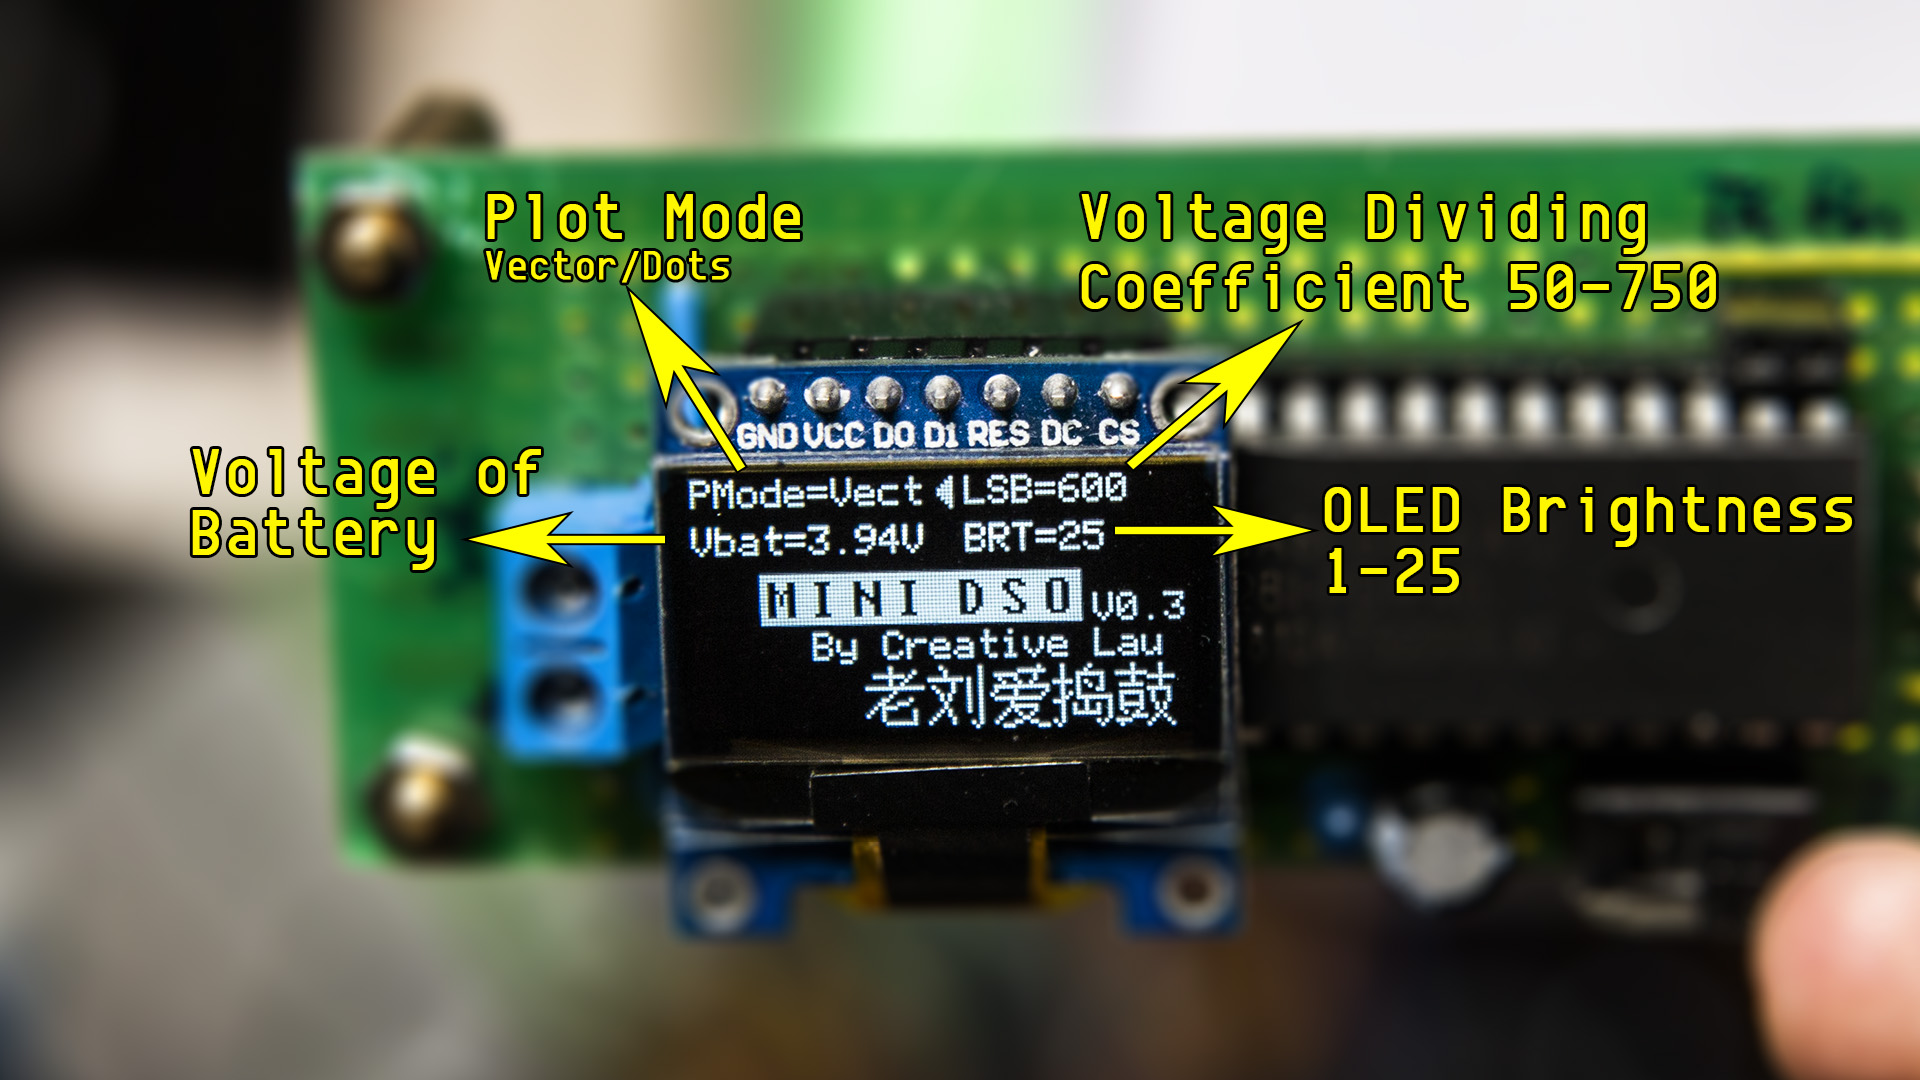 Plot Mode
Vector/Dots
Voltage Dividing
Coefficient 50-750
Voltage of
Battery
GND VCC D0 D1 RES DC CS
PMode=Vect LSB=600
Vbat=3.94V BRT=25
OLED Brightness
1-25
MINI DSO V0.3
By Creative Lau
老刘爱捣鼓